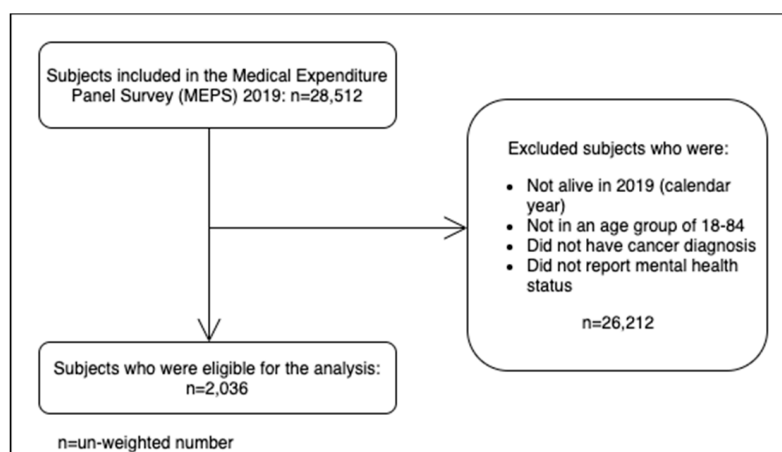 Subjects included in the Medical Expenditure
Panel Survey (MEPS) 2019: n=28,512
Excluded subjects who were:
• Not alive in 2019 (calendar
year)
• Not in an age group of 18-84
• Did not have cancer diagnosis
• Did not report mental health
status
n=26,212
Subjects who were eligible for the analysis:
n=2,036
n=un-weighted number